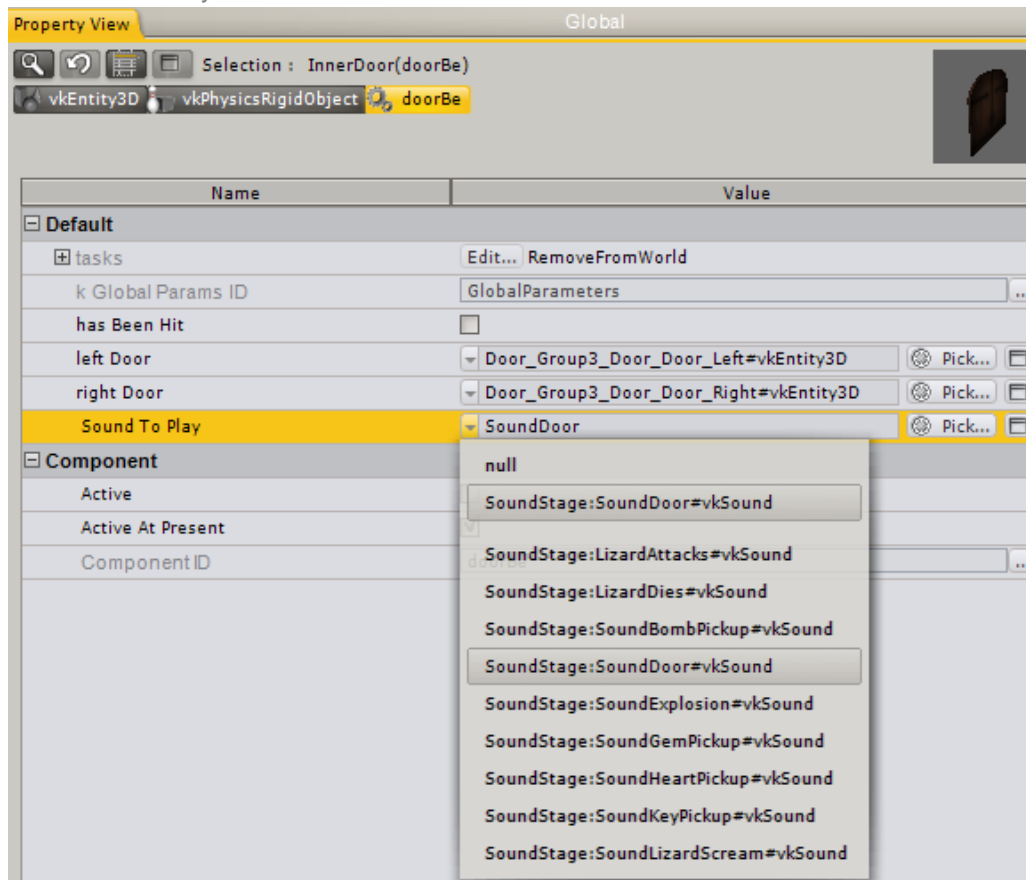 Property View Global
Selection : InnerDoor(doorBe)
vkEntity3D vkPhysicsRigidObject doorBe
Name Value
Default
tasks Edit... RemoveFromWorld
k Global Params ID GlobalParameters ..
has Been Hit
left Door Door_Group3_Door_Door_Left#vkEntity3D Pick...
right Door Door_Group3_Door_Door_Right#vkEntity3D Pick...
Sound To Play SoundDoor Pick...
Component null
Active SoundStage:SoundDoor#vkSound
Active At Present
Component ID doorBe ..
SoundStage:LizardAttacks#vkSound
SoundStage:LizardDies#vkSound
SoundStage:SoundBombPickup#vkSound
SoundStage:SoundDoor#vkSound
SoundStage:SoundExplosion#vkSound
SoundStage:SoundGemPickup#vkSound
SoundStage:SoundHeartPickup#vkSound
SoundStage:SoundKeyPickup#vkSound
SoundStage:SoundLizardScream#vkSound